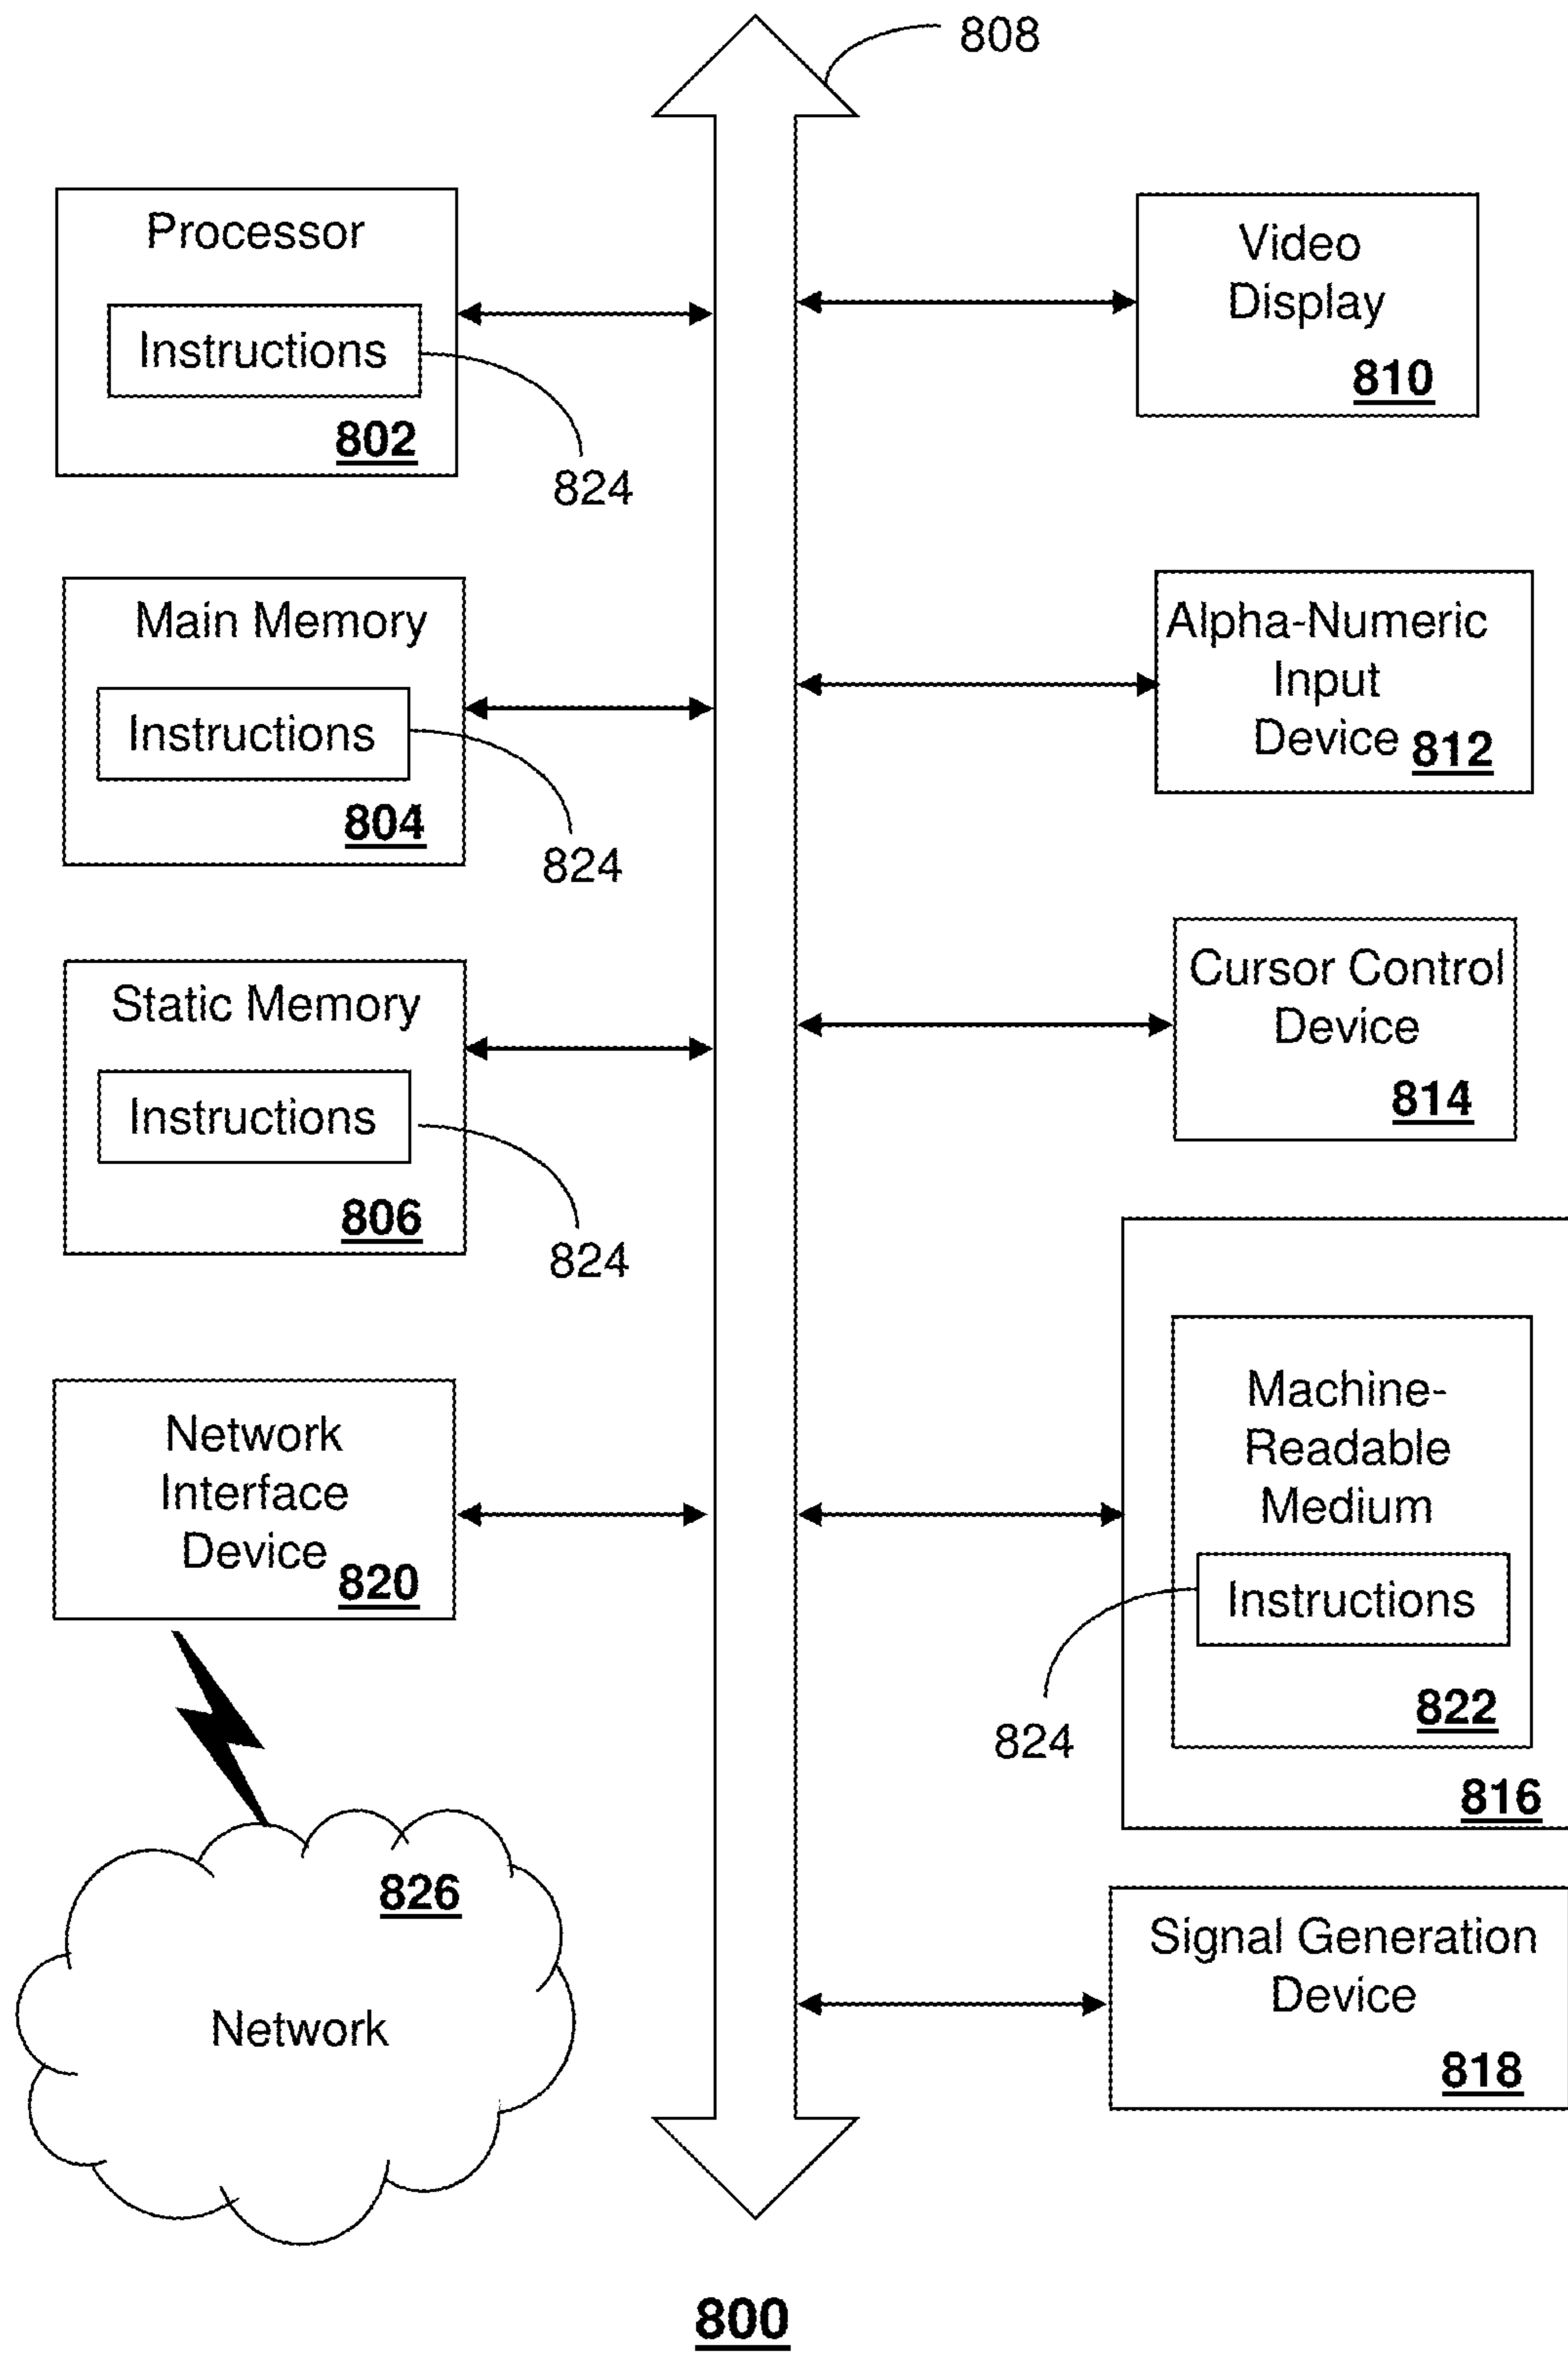 808
Processor
Instructions
802
824
Main Memory
Instructions
804
824
Static Memory
Instructions
806
824
Network
Interface
Device
820
826
Network
Video
Display
810
Alpha-Numeric
Input
Device
812
Cursor Control
Device
814
Machine-
Readable
Medium
Instructions
824
822
816
Signal Generation
Device
818
800